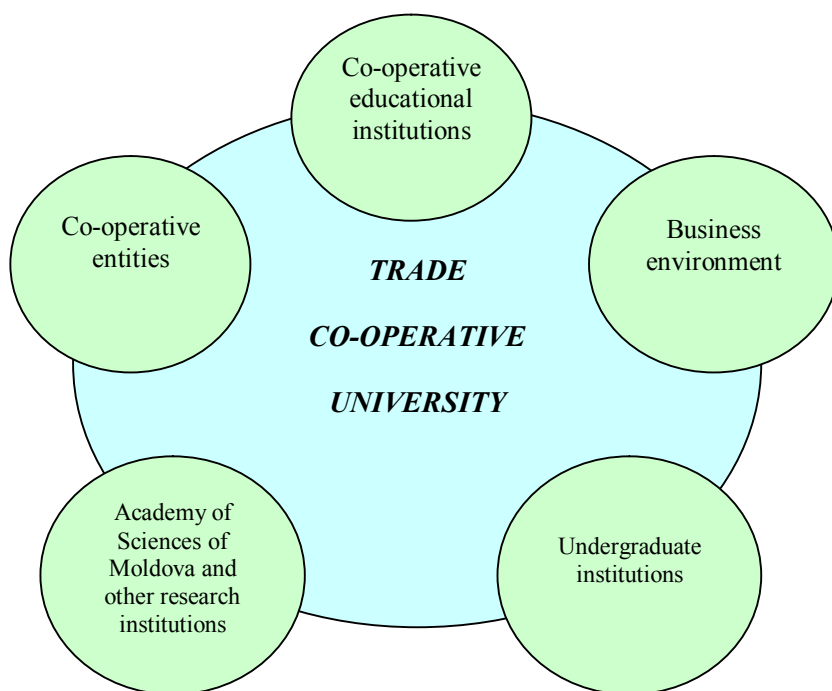 Co-operative
educational
institutions
Co-operative
entities
Business
environment
TRADE
CO-OPERATIVE
UNIVERSITY
Academy of
Sciences of
Moldova and
other research
institutions
Undergraduate
institutions